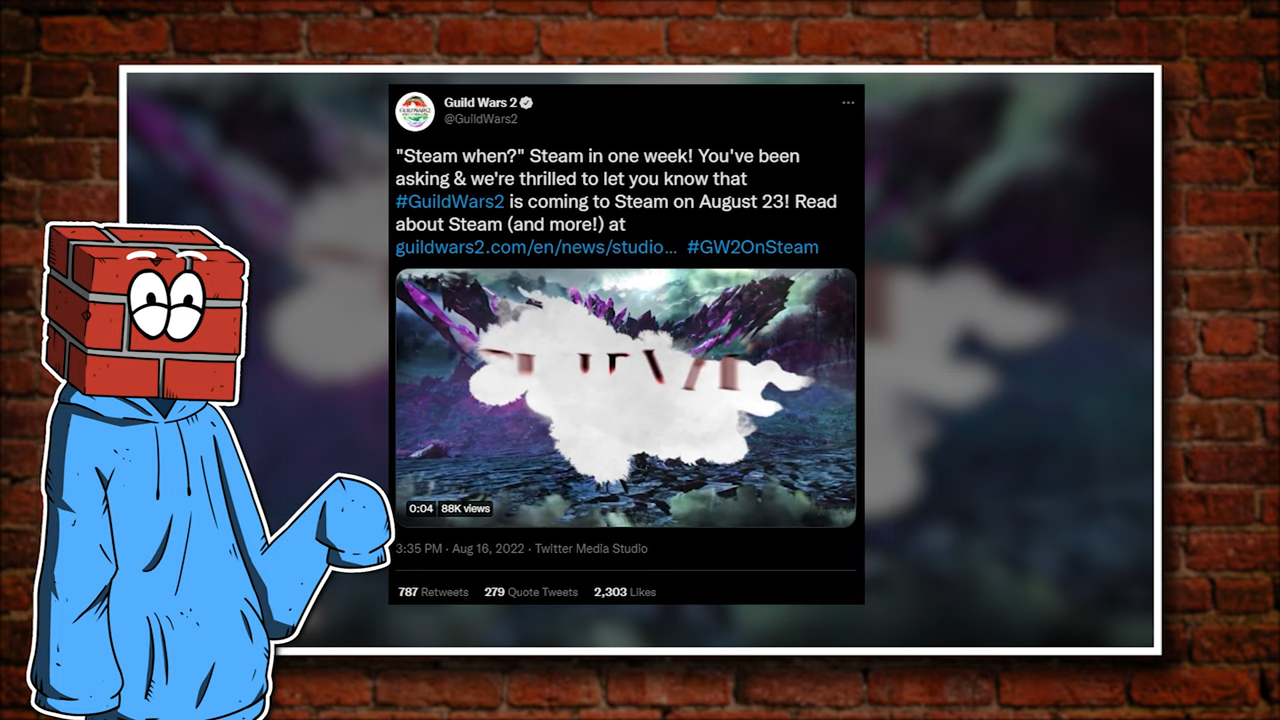 Guild Wars 2
@GuildWars2
"Steam when?" Steam in one week! You've been
asking & we're thrilled to let you know that
#GuildWars2 is coming to Steam on August 23! Read
about Steam (and more!) at
guildwars2.com/en/news/studio... #GW2OnSteam
0:04 88K views
3:35 PM · Aug 16, 2022 · Twitter Media Studio
787 Retweets 279 Quote Tweets 2,303 Likes